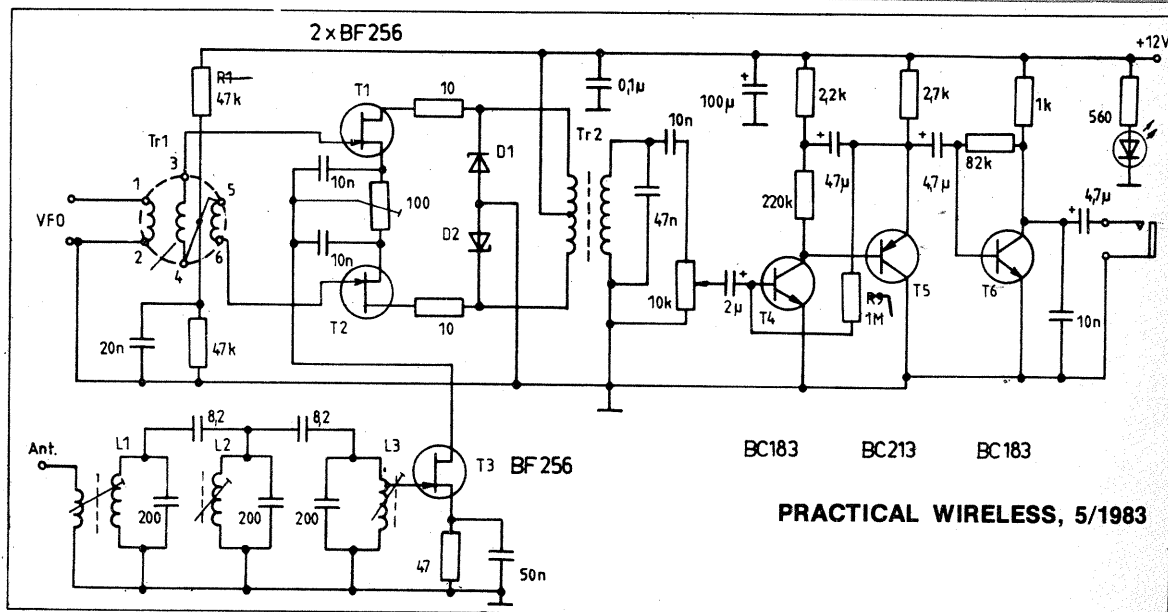 2 x BF256
+12V
R1
47k
T1
10
0,1µ
100µ
2,2k
2,7k
1k
560
Tr1
3
1
5
VFO
2
4
6
10n
100
10n
D1
D2
Tr2
10n
47n
10k
2µ
220k
47µ
4,7µ
82k
4,7µ
T4
T5
T6
R9
1M
10n
T2
10
20n
47k
8,2
8,2
Ant.
L1
L2
L3
T3
BF256
200
200
200
47
50n
BC183
BC213
BC183
PRACTICAL WIRELESS, 5/1983